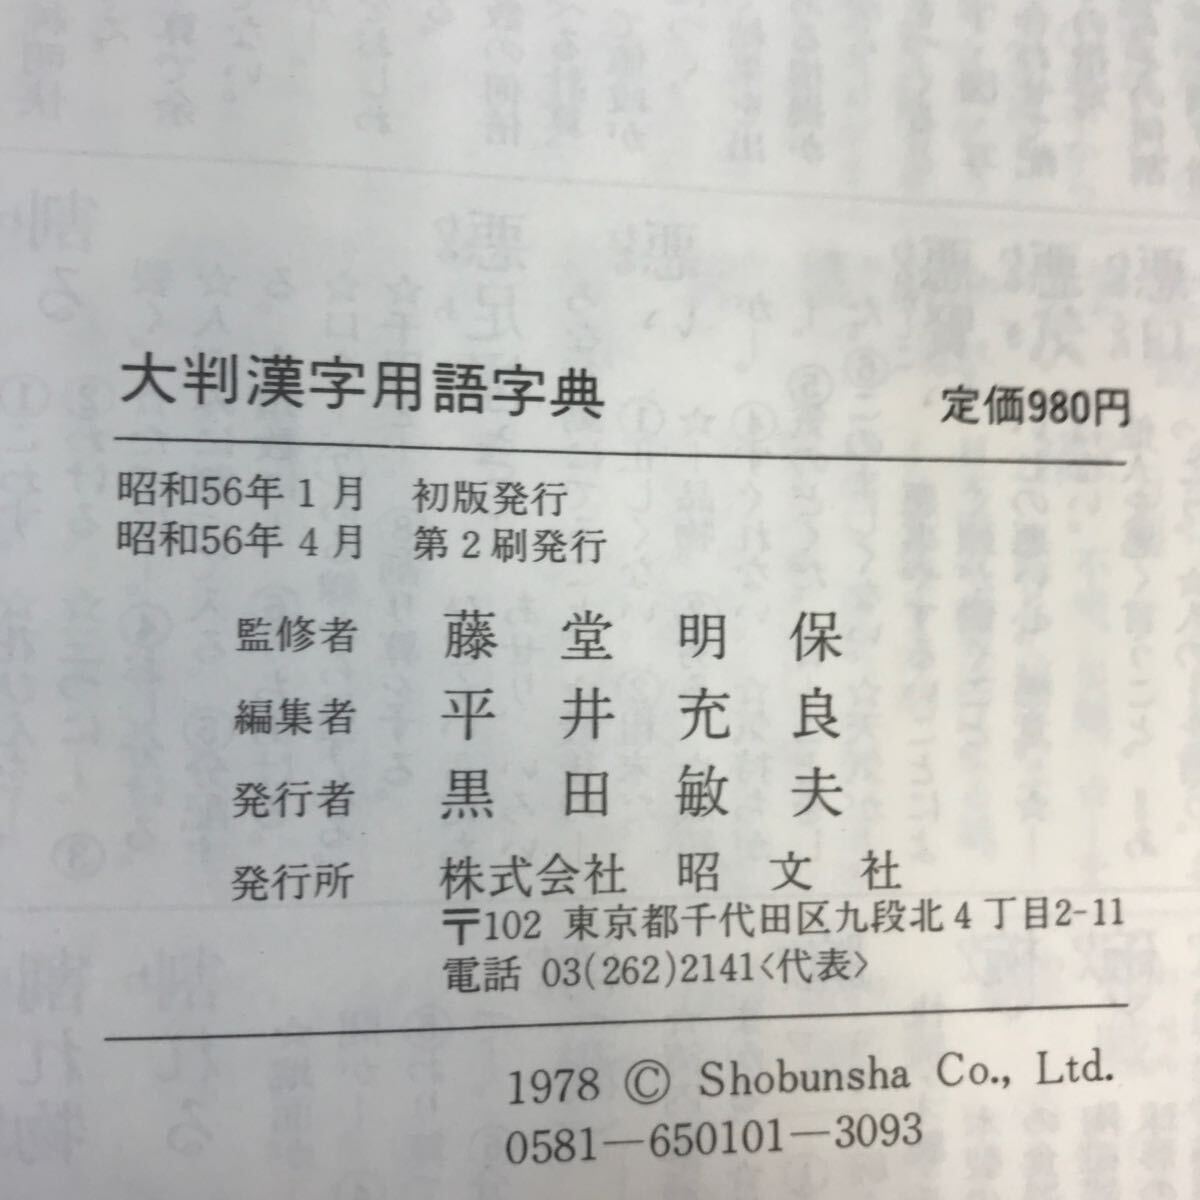 大判漢字用語字典 定価980円
昭和56年1月 初版発行
昭和56年4月 第2刷発行
監修者 藤堂明保
編集者 平井充良
発行者 黒田敏夫
発行所 株式会社 昭文社
〒102 東京都千代田区九段北4丁目2-11
電話 03(262)2141〈代表〉
1978 © Shobunsha Co., Ltd.
0581―650101―3093